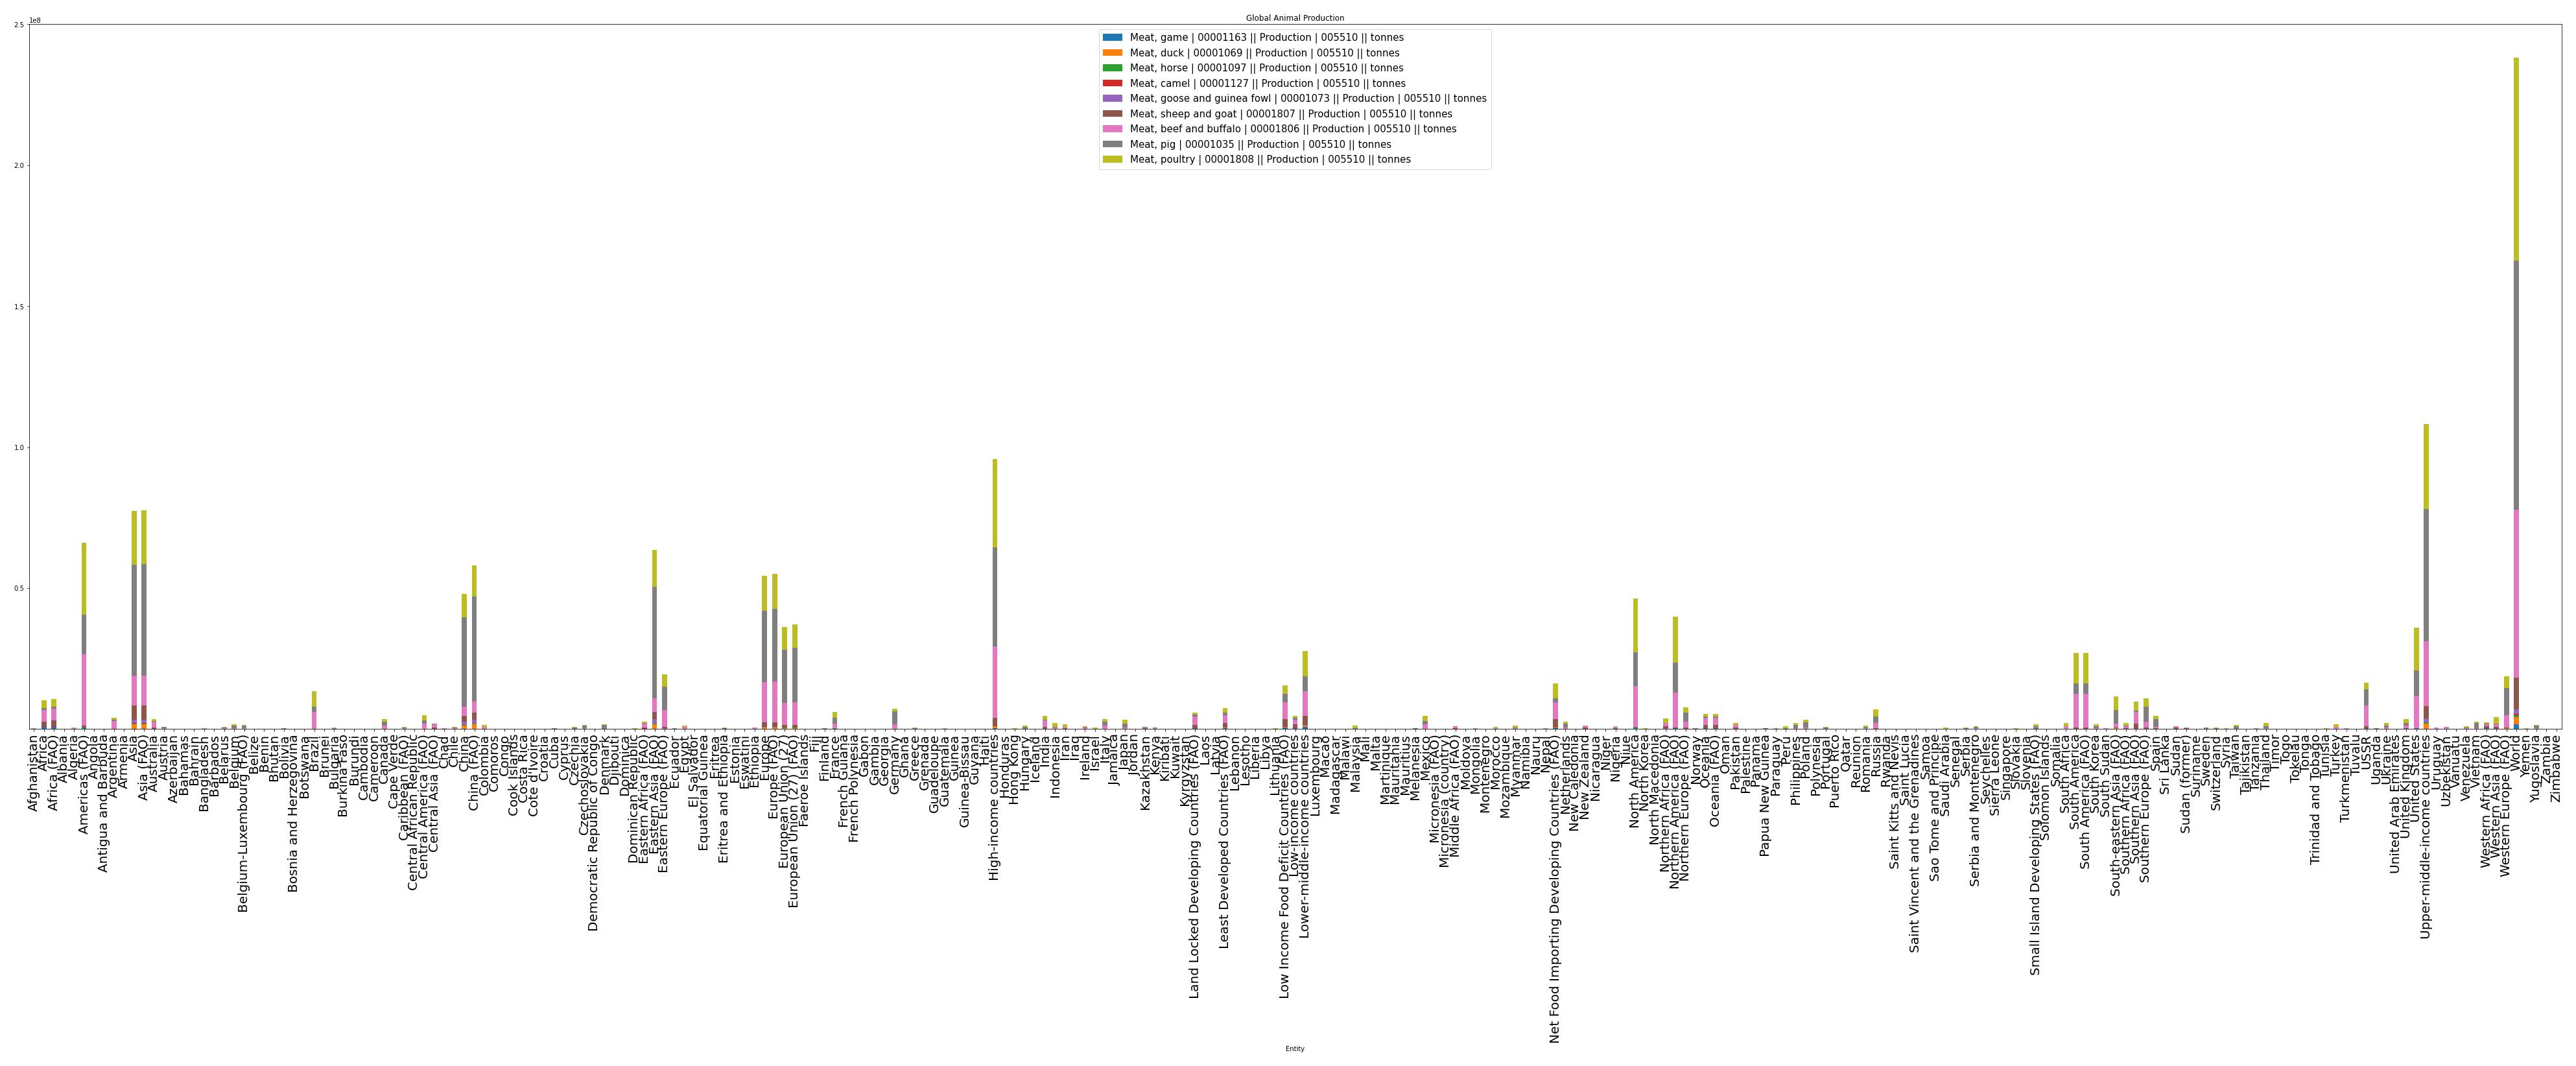 Global Animal Production
1e8
2.5
2.0
1.5
1.0
0.5
Meat, game | 00001163 || Production | 005510 || tonnes
Meat, duck | 00001069 || Production | 005510 || tonnes
Meat, horse | 00001097 || Production | 005510 || tonnes
Meat, camel | 00001127 || Production | 005510 || tonnes
Meat, goose and guinea fowl | 00001073 || Production | 005510 || tonnes
Meat, sheep and goat | 00001807 || Production | 005510 || tonnes
Meat, beef and buffalo | 00001806 || Production | 005510 || tonnes
Meat, pig | 00001035 || Production | 005510 || tonnes
Meat, poultry | 00001808 || Production | 005510 || tonnes
Afghanistan
Africa
Africa (FAO)
Albania
Algeria
Americas (FAO)
Angola
Antigua and Barbuda
Argentina
Armenia
Asia
Asia (FAO)
Australia
Austria
Azerbaijan
Bahamas
Bahrain
Bangladesh
Barbados
Belarus
Belgium
Belgium-Luxembourg (FAO)
Belize
Benin
Bhutan
Bolivia
Bosnia and Herzegovina
Botswana
Brazil
Brunei
Bulgaria
Burkina Faso
Burundi
Cambodia
Cameroon
Canada
Cape Verde
Caribbean (FAO)
Central African Republic
Central America (FAO)
Central Asia (FAO)
Chad
Chile
China
China (FAO)
Colombia
Comoros
Congo
Cook Islands
Costa Rica
Cote d'Ivoire
Croatia
Cuba
Cyprus
Czechia
Czechoslovakia
Democratic Republic of Congo
Denmark
Djibouti
Dominica
Dominican Republic
Eastern Africa (FAO)
Eastern Asia (FAO)
Eastern Europe (FAO)
Ecuador
Egypt
El Salvador
Equatorial Guinea
Eritrea
Eritrea and Ethiopia
Estonia
Eswatini
Ethiopia
Europe
Europe (FAO)
European Union (27)
European Union (FAO)
Faeroe Islands
Fiji
Finland
France
French Guiana
French Polynesia
Gabon
Gambia
Georgia
Germany
Ghana
Greece
Grenada
Guadeloupe
Guatemala
Guinea
Guinea-Bissau
Guyana
Haiti
High-income countries
Honduras
Hong Kong
Hungary
Iceland
India
Indonesia
Iran
Iraq
Ireland
Israel
Italy
Jamaica
Japan
Jordan
Kazakhstan
Kenya
Kiribati
Kuwait
Kyrgyzstan
Land Locked Developing Countries (FAO)
Laos
Latvia
Least Developed Countries (FAO)
Lebanon
Lesotho
Liberia
Libya
Lithuania
Low Income Food Deficit Countries (FAO)
Low-income countries
Lower-middle-income countries
Luxembourg
Macao
Madagascar
Malawi
Malaysia
Mali
Malta
Martinique
Mauritania
Mauritius
Melanesia
Mexico
Micronesia (FAO)
Micronesia (country)
Middle Africa (FAO)
Moldova
Mongolia
Montenegro
Morocco
Mozambique
Myanmar
Namibia
Nauru
Nepal
Net Food Importing Developing Countries (FAO)
Netherlands
New Caledonia
New Zealand
Nicaragua
Niger
Nigeria
Niue
North America
North Korea
North Macedonia
Northern Africa (FAO)
Northern America (FAO)
Northern Europe (FAO)
Norway
Oceania
Oceania (FAO)
Oman
Pakistan
Palestine
Panama
Papua New Guinea
Paraguay
Peru
Philippines
Poland
Polynesia
Portugal
Puerto Rico
Qatar
Reunion
Romania
Russia
Rwanda
Saint Kitts and Nevis
Saint Lucia
Saint Vincent and the Grenadines
Samoa
Sao Tome and Principe
Saudi Arabia
Senegal
Serbia
Serbia and Montenegro
Seychelles
Sierra Leone
Singapore
Slovakia
Slovenia
Small Island Developing States (FAO)
Solomon Islands
Somalia
South Africa
South America
South America (FAO)
South Korea
South Sudan
South-eastern Asia (FAO)
Southern Africa (FAO)
Southern Asia (FAO)
Southern Europe (FAO)
Spain
Sri Lanka
Sudan
Sudan (former)
Suriname
Sweden
Switzerland
Syria
Taiwan
Tajikistan
Tanzania
Thailand
Timor
Togo
Tokelau
Tonga
Trinidad and Tobago
Tunisia
Turkey
Turkmenistan
Tuvalu
USSR
Uganda
Ukraine
United Arab Emirates
United Kingdom
United States
Upper-middle-income countries
Uruguay
Uzbekistan
Vanuatu
Venezuela
Vietnam
Western Africa (FAO)
Western Asia (FAO)
Western Europe (FAO)
World
Yemen
Yugoslavia
Zambia
Zimbabwe
Entity